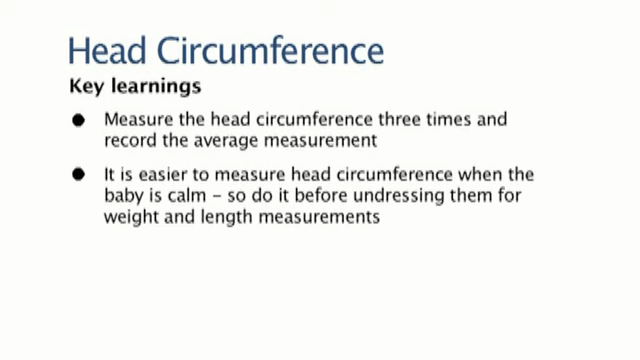 Head Circumference
Key learnings
● Measure the head circumference three times and
record the average measurement
● It is easier to measure head circumference when the
baby is calm – so do it before undressing them for
weight and length measurements